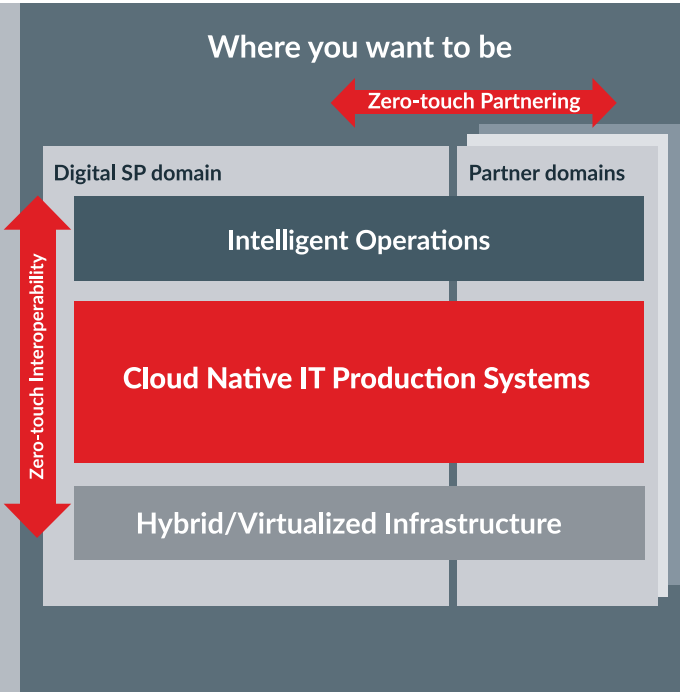 Where you want to be
Zero-touch Partnering
Digital SP domain
Partner domains
Zero-touch Interoperability
Intelligent Operations
Cloud Native IT Production Systems
Hybrid/Virtualized Infrastructure